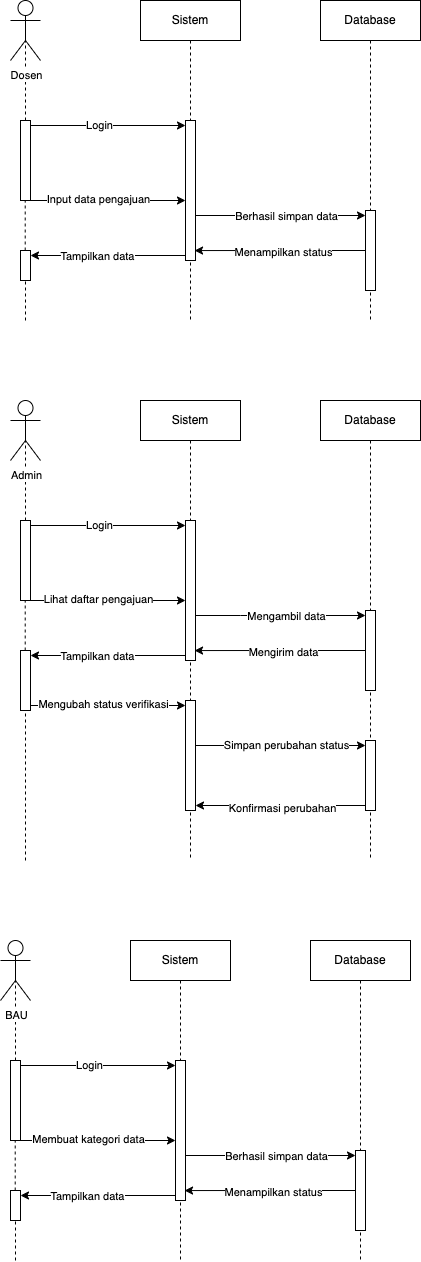 Sistem
Database
Dosen
Login
Input data pengajuan
Berhasil simpan data
Menampilkan status
Tampilkan data
Sistem
Database
Admin
Login
Lihat daftar pengajuan
Mengambil data
Mengirim data
Tampilkan data
Mengubah status verifikasi
Simpan perubahan status
Konfirmasi perubahan
Sistem
Database
BAU
Login
Membuat kategori data
Berhasil simpan data
Menampilkan status
Tampilkan data